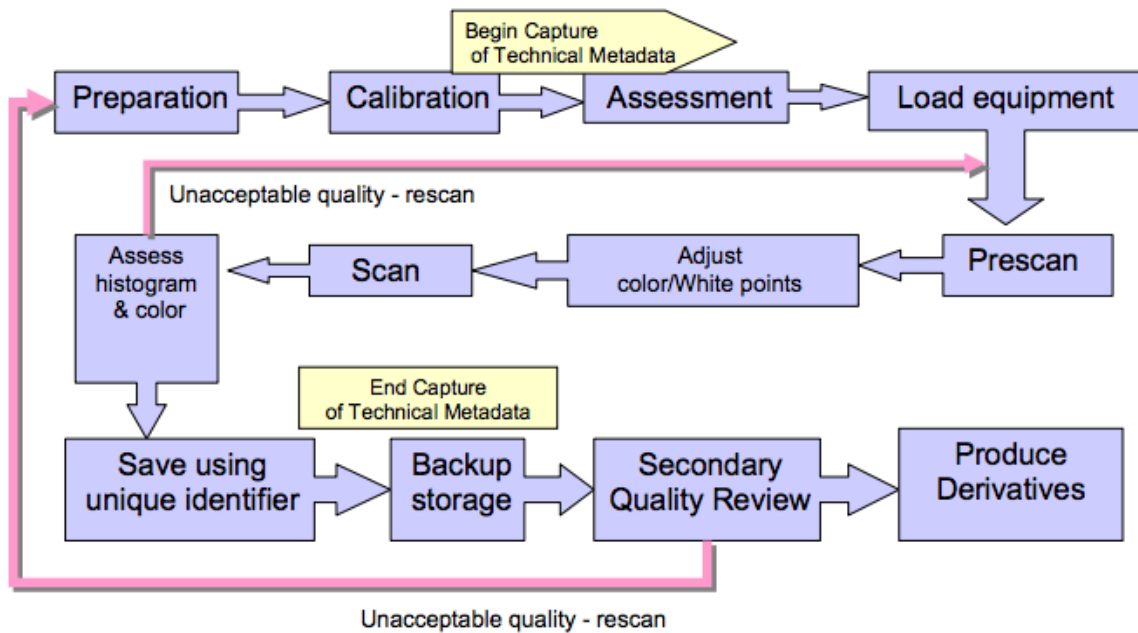 Begin Capture
of Technical Metadata
Preparation
Calibration
Assessment
Load equipment
Unacceptable quality - rescan
Assess
histogram
& color
Scan
Adjust
color/White points
Prescan
End Capture
of Technical Metadata
Save using
unique identifier
Backup
storage
Secondary
Quality Review
Produce
Derivatives
Unacceptable quality - rescan